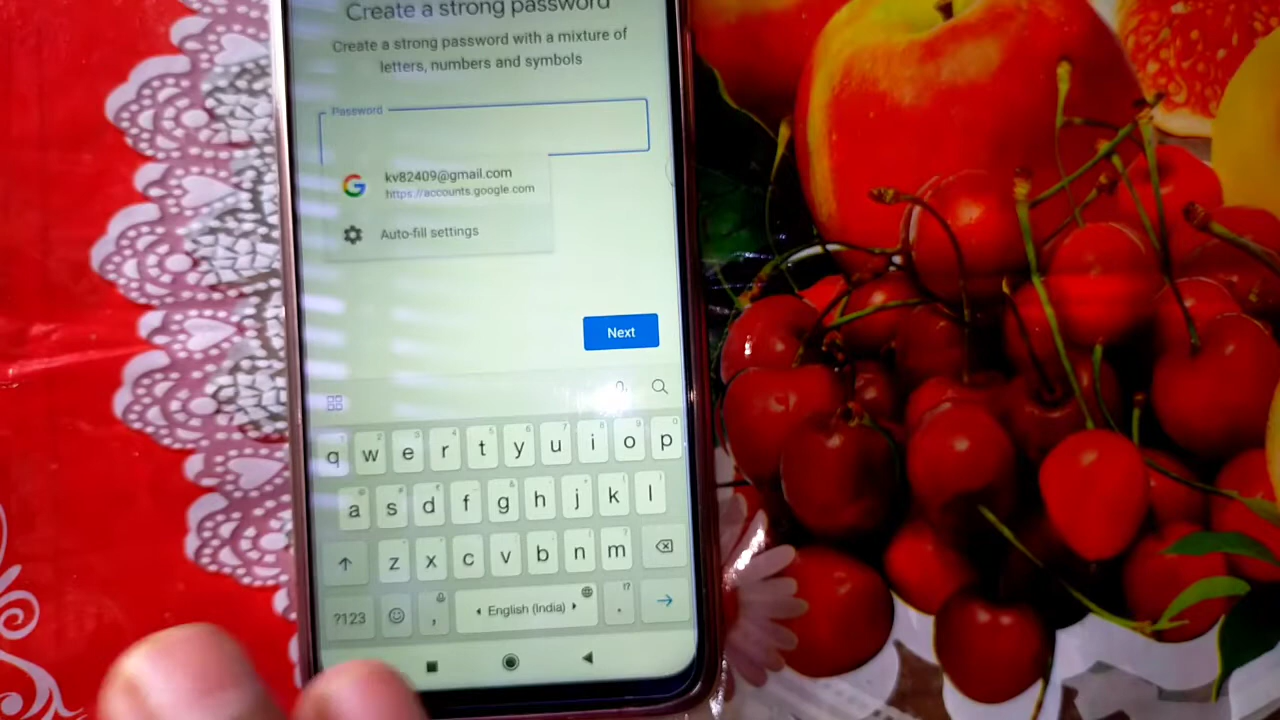 Create a strong password
Create a strong password with a mixture of
letters, numbers and symbols
Password
kv82409@gmail.com
https://accounts.google.com
Auto-fill settings
Next
q w e r t y u i o p
a s d f g h j k l
z x c v b n m
?123 , English (India) . !?